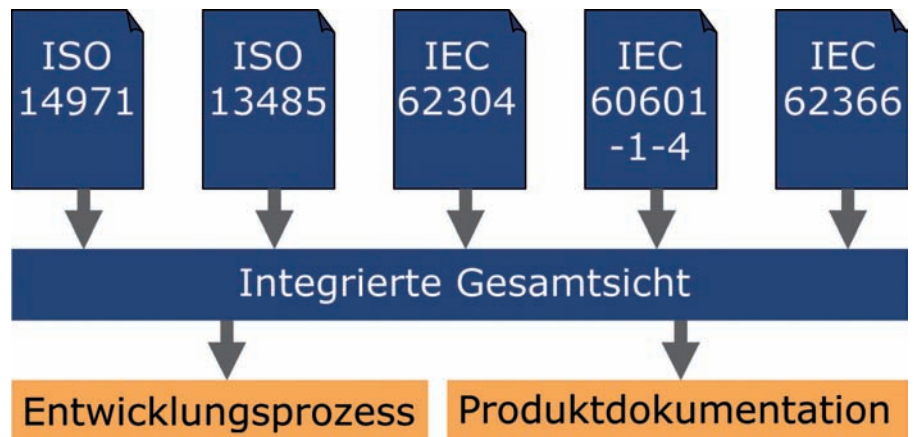 ISO
14971
ISO
13485
IEC
62304
IEC
60601
-1-4
IEC
62366
Integrierte Gesamtsicht
Entwicklungsprozess
Produktdokumentation